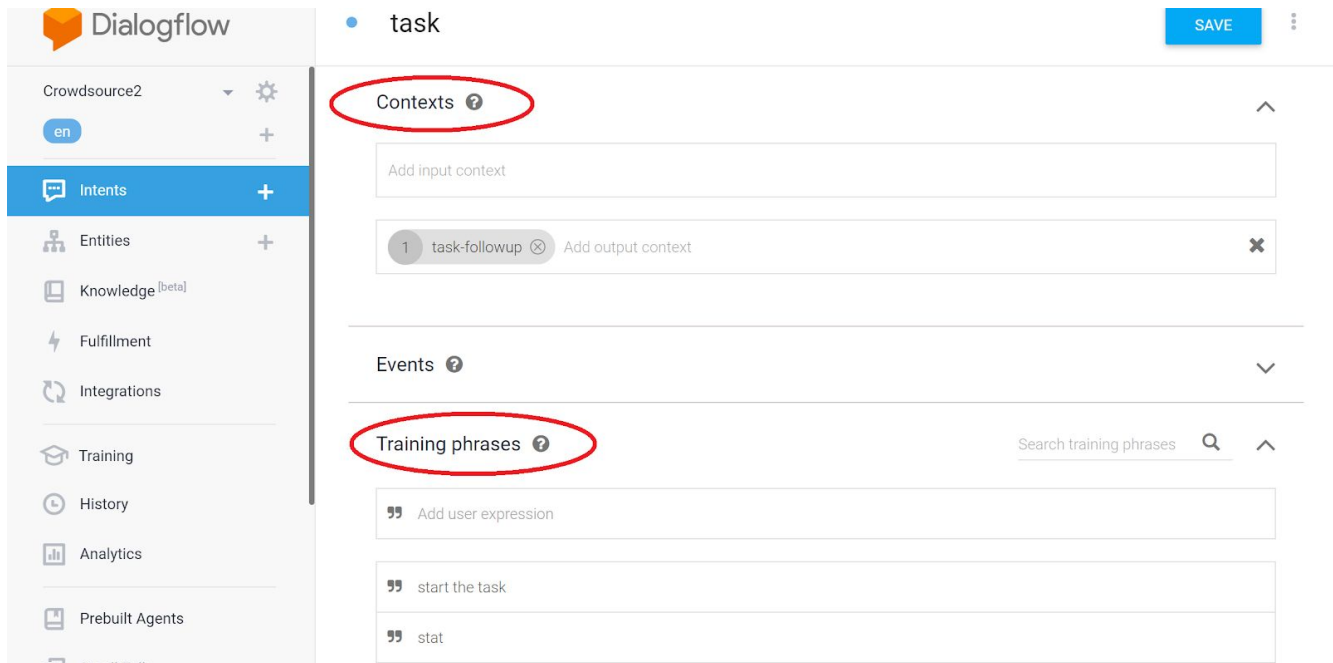 Dialogflow
task
SAVE
Crowdsource2
en
Intents
Entities
Knowledge [beta]
Fulfillment
Integrations
Training
History
Analytics
Prebuilt Agents
Contexts
Add input context
1 task-followup Add output context
Events
Training phrases
Search training phrases
Add user expression
start the task
stat